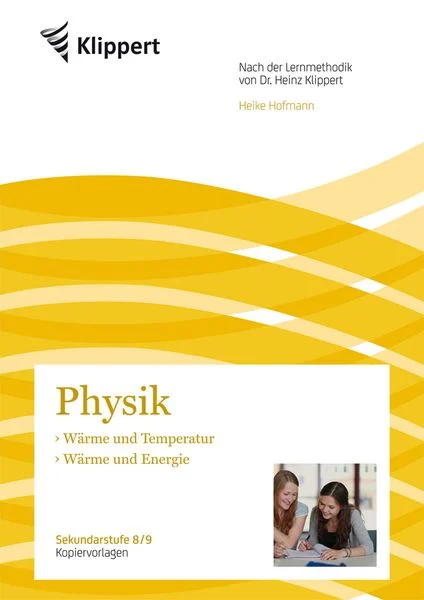 Klippert
Nach der Lernmethodik
von Dr. Heinz Klippert
Heike Hofmann
Physik
› Wärme und Temperatur
› Wärme und Energie
Sekundarstufe 8/9
Kopiervorlagen